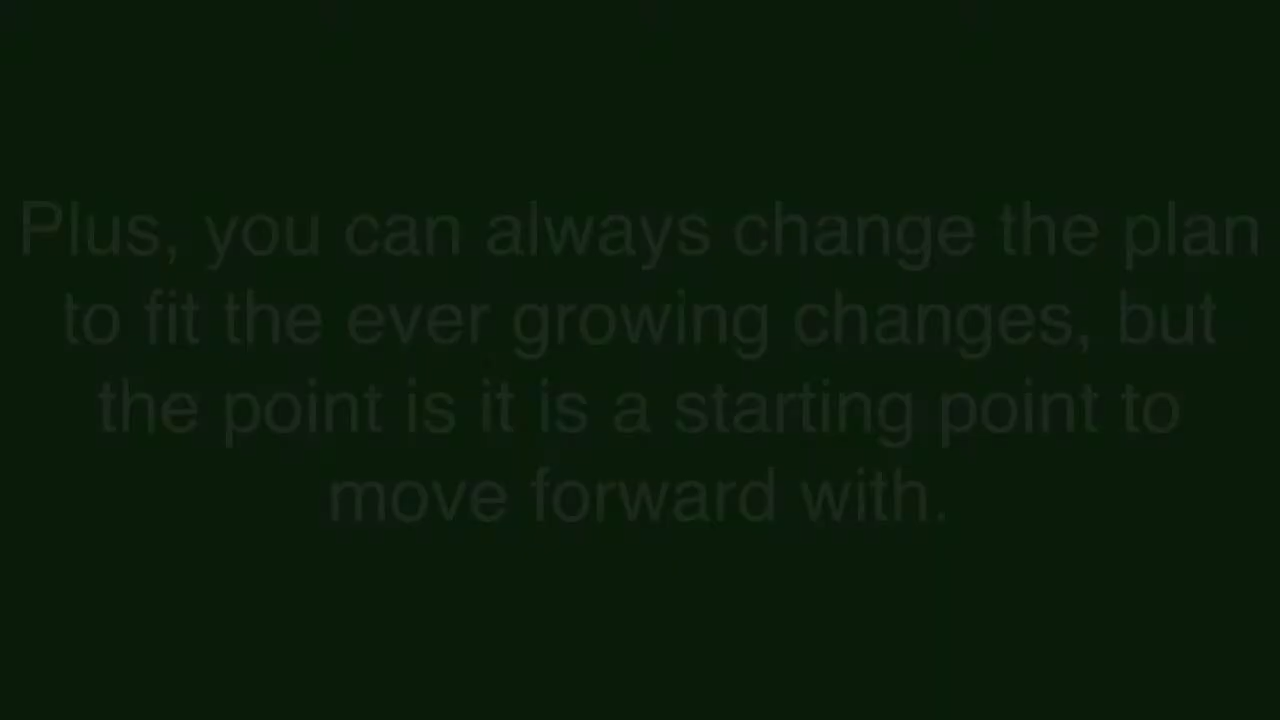 Plus, you can always change the plan
to fit the ever growing changes, but
the point is it is a starting point to
move forward with.